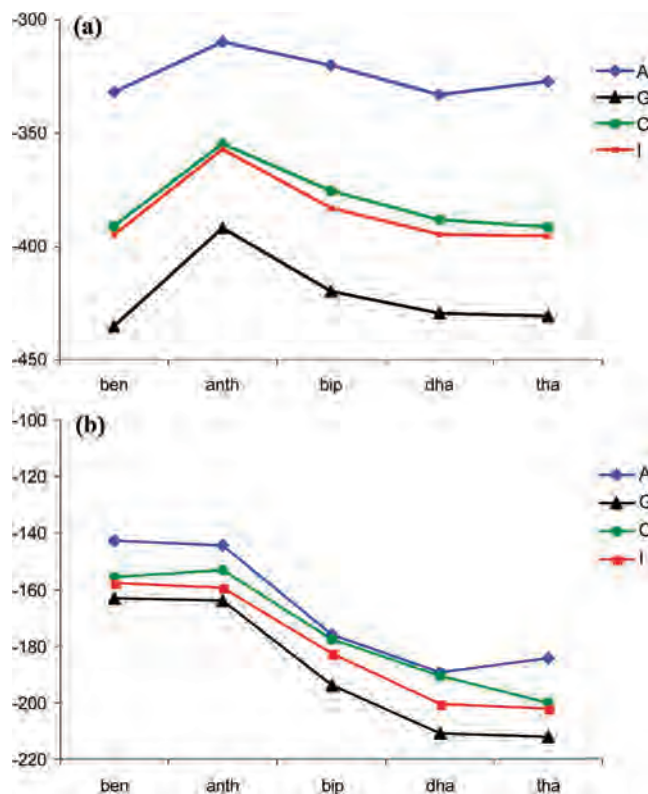 -300
(a)
A
G
C
I
-350
-400
-450
ben anth bip dha tha
-100
(b)
-120
A
G
C
I
-140
-160
-180
-200
-220
ben anth bip dha tha